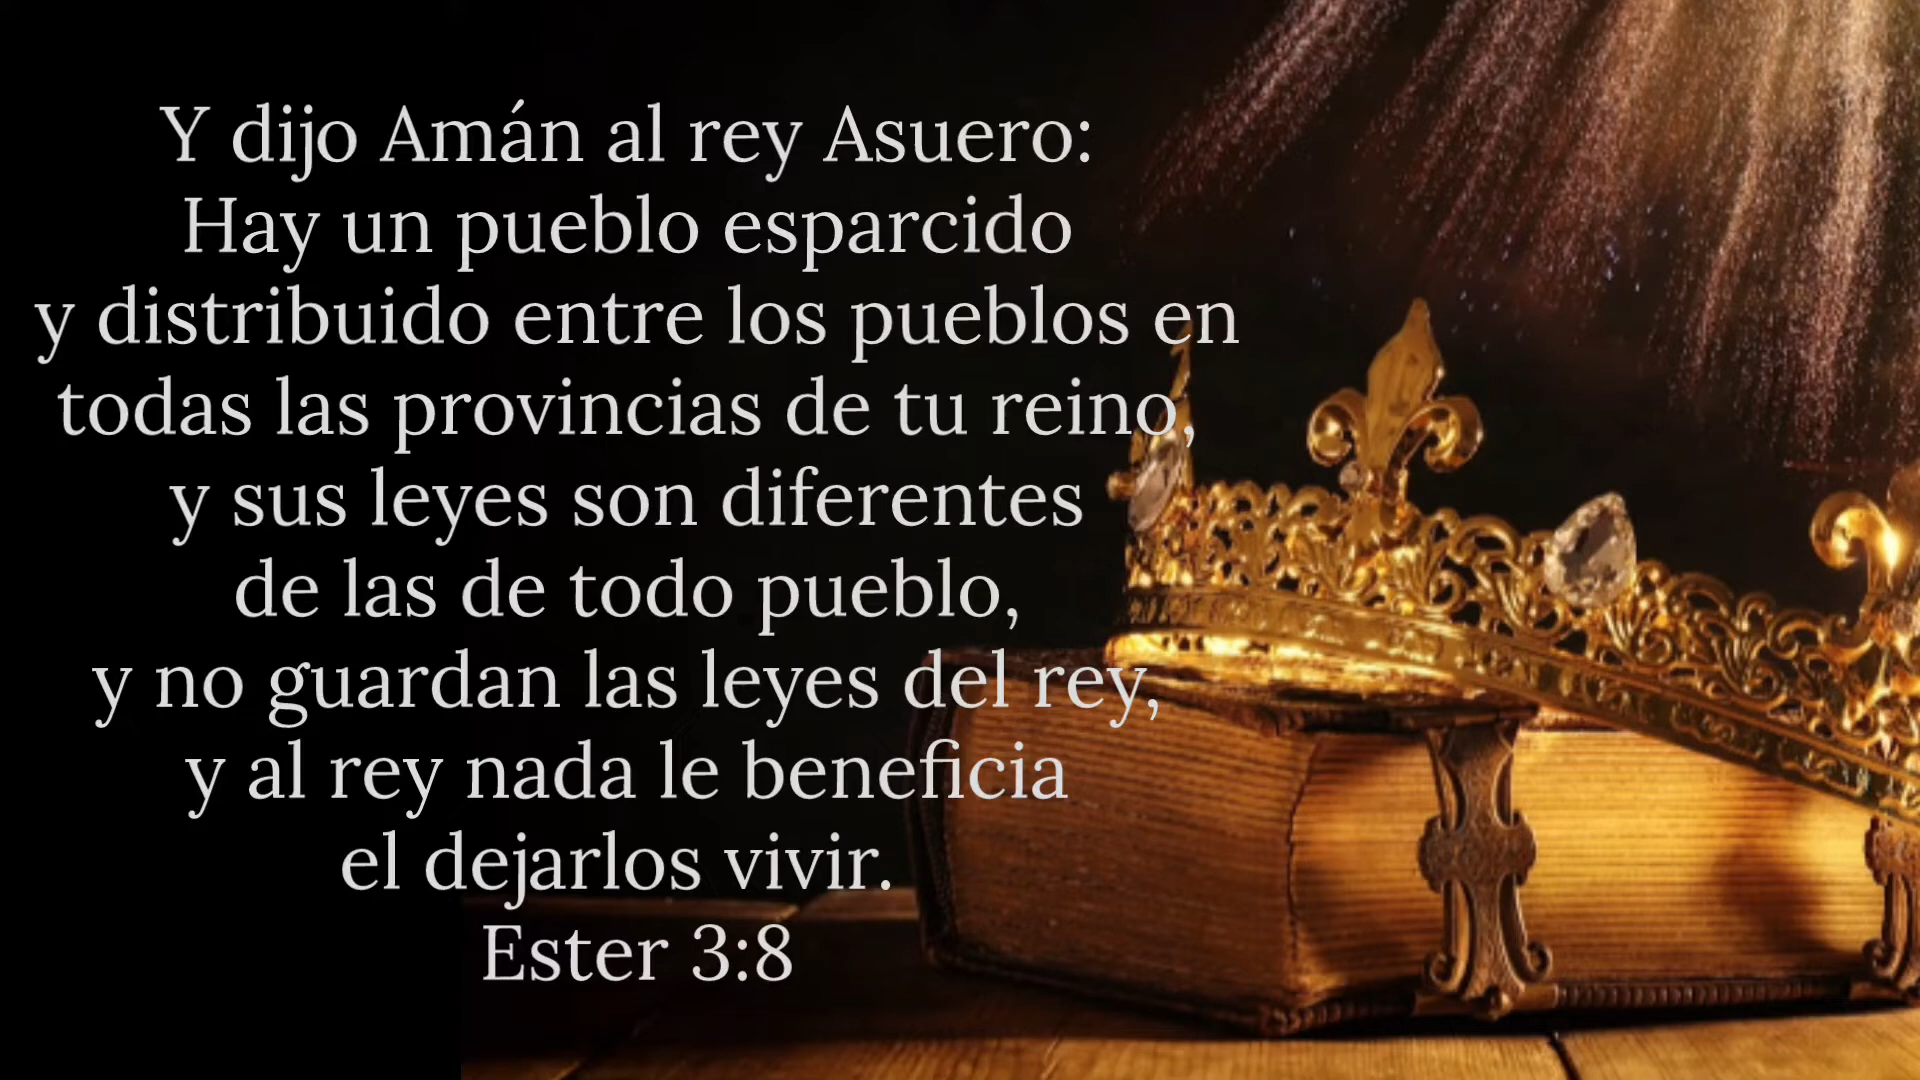 Y dijo Amán al rey Asuero:
Hay un pueblo esparcido
y distribuido entre los pueblos en
todas las provincias de tu reino,
y sus leyes son diferentes
de las de todo pueblo,
y no guardan las leyes del rey,
y al rey nada le beneficia
el dejarlos vivir.
Ester 3:8